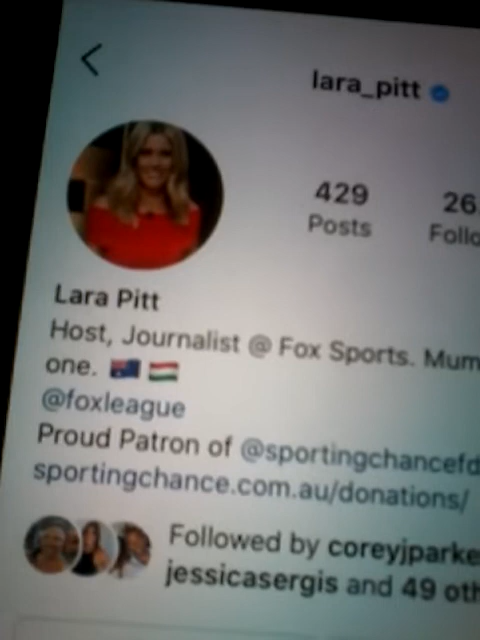 lara_pitt
429 26
Posts Follo
Lara Pitt
Host, Journalist @ Fox Sports. Mum
one.
@foxleague
Proud Patron of @sportingchancefd
sportingchance.com.au/donations/
Followed by coreyjparke
jessicasergis and 49 oth